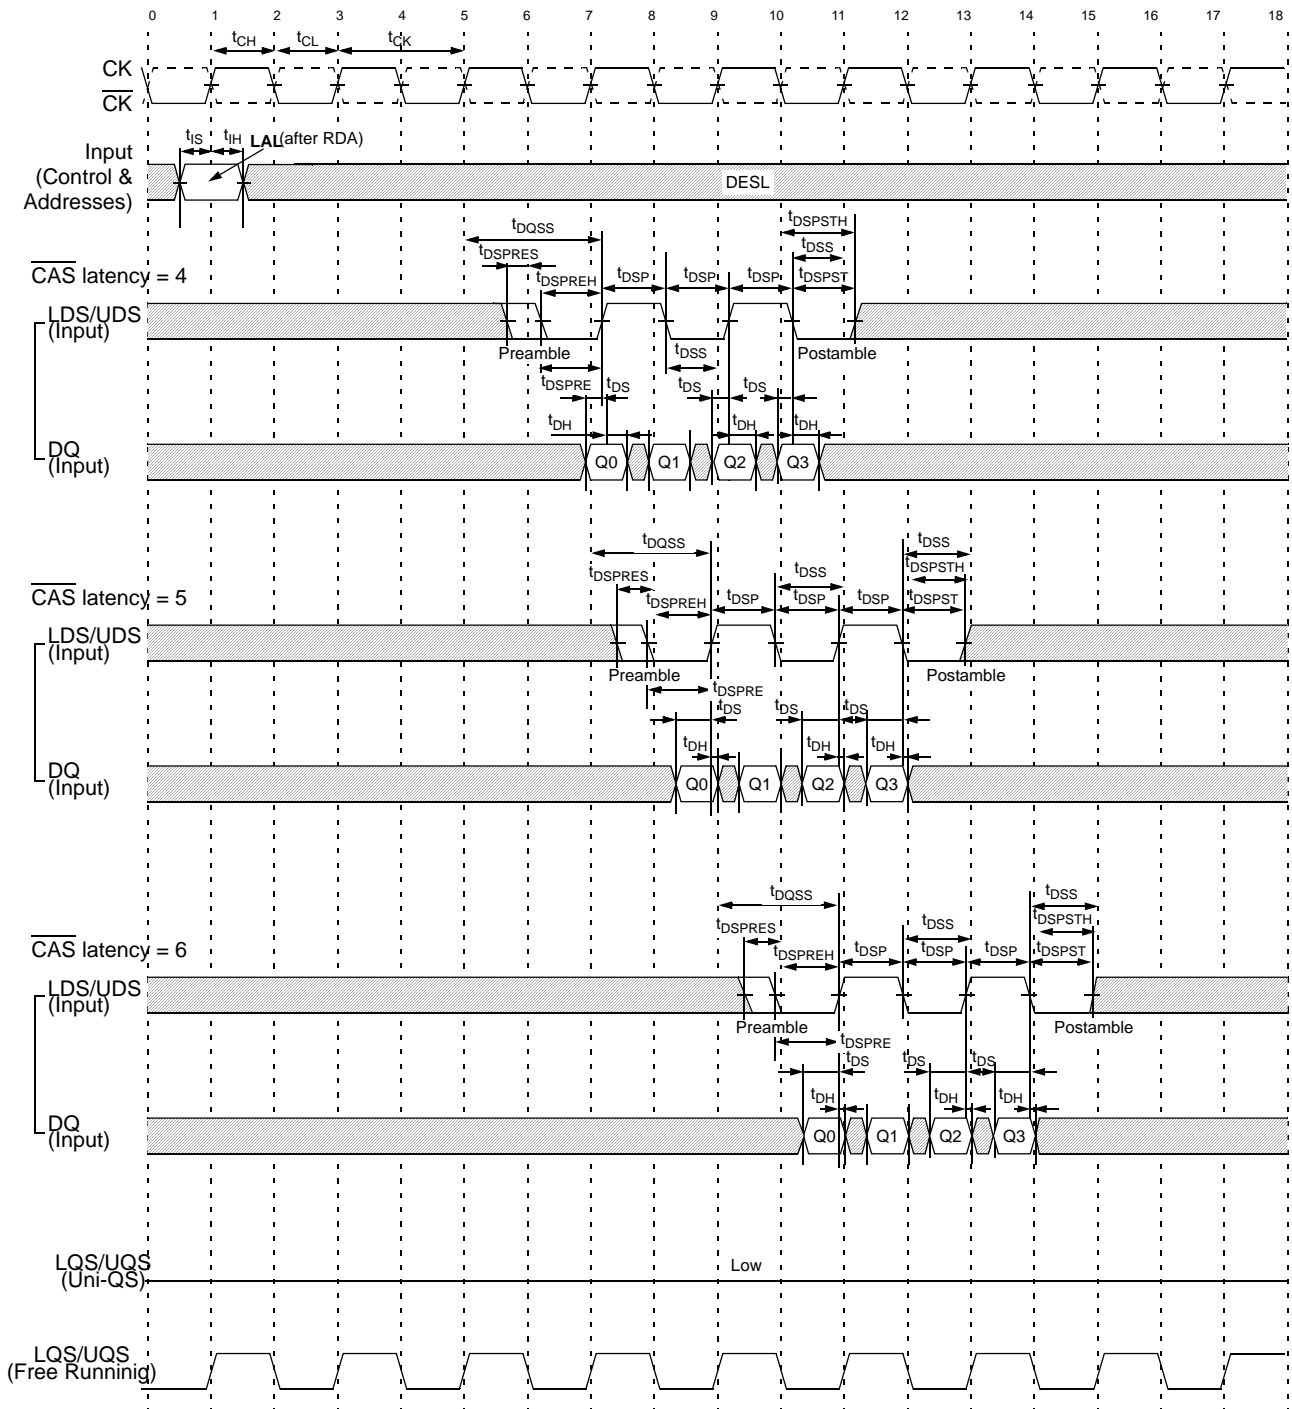 0 1 2 3 4 5 6 7 8 9 10 11 12 13 14 15 16 17 18
tCH tCL tCK
CK
CK
tIS tIH LAL (after RDA)
Input
(Control &
Addresses)
DESL
tDQSS tDSPSTH
tDSPRES tDSS
CAS latency = 4
tDSPREH tDSP tDSP tDSP tDSPST
LDS/UDS
(Input)
Preamble Postamble
tDSS
tDSPRE tDS tDS tDS
tDH tDH tDH
DQ
(Input)
Q0 Q1 Q2 Q3
tDQSS tDSS
tDSPRES tDSS tDSPSTH
CAS latency = 5
tDSPREH tDSP tDSP tDSP tDSPST
LDS/UDS
(Input)
Preamble Postamble
tDSPRE
tDS tDS tDS
tDH tDH tDH
DQ
(Input)
Q0 Q1 Q2 Q3
tDQSS tDSS
tDSPRES tDSS tDSPSTH
CAS latency = 6
tDSPREH tDSP tDSP tDSP tDSPST
LDS/UDS
(Input)
Preamble Postamble
tDSPRE
tDS tDS tDS
tDH tDH tDH
DQ
(Input)
Q0 Q1 Q2 Q3
LQS/UQS
(Uni-QS)
Low
LQS/UQS
(Free Runninig)